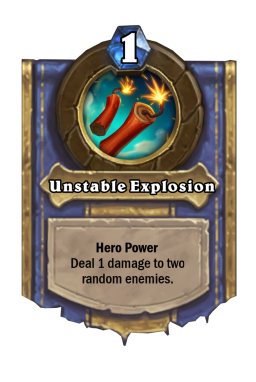 1
Unstable Explosion
Hero Power
Deal 1 damage to two
random enemies.